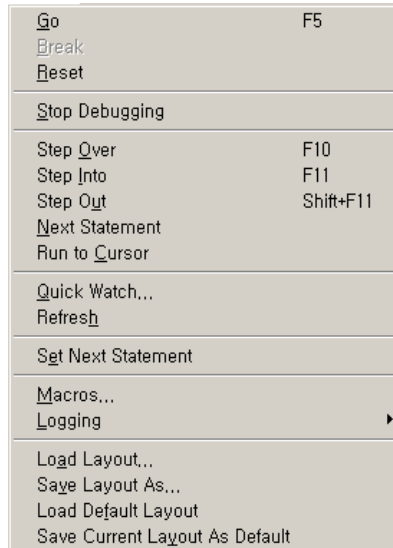 Go F5
Break
Reset
Stop Debugging
Step Over F10
Step Into F11
Step Out Shift+F11
Next Statement
Run to Cursor
Quick Watch...
Refresh
Set Next Statement
Macros...
Logging
Load Layout...
Save Layout As...
Load Default Layout
Save Current Layout As Default